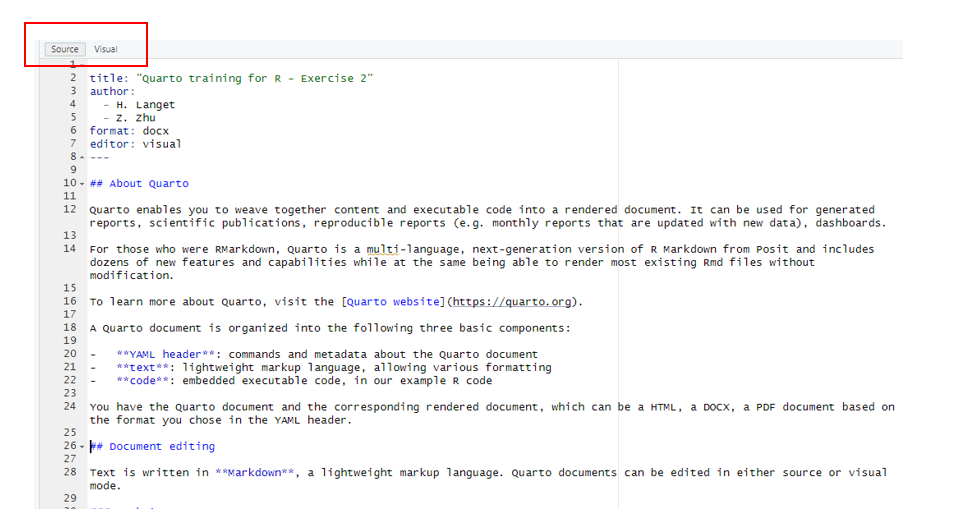 Source Visual
1
2 title: "Quarto training for R - Exercise 2"
3 author:
4 - H. Langet
5 - Z. Zhu
6 format: docx
7 editor: visual
8 ---
9
10 ## About Quarto
11
12 Quarto enables you to weave together content and executable code into a rendered document. It can be used for generated
reports, scientific publications, reproducible reports (e.g. monthly reports that are updated with new data), dashboards.
13
14 For those who were RMarkdown, Quarto is a multi-language, next-generation version of R Markdown from Posit and includes
dozens of new features and capabilities while at the same being able to render most existing Rmd files without
modification.
15
16 To learn more about Quarto, visit the [Quarto website](https://quarto.org).
17
18 A Quarto document is organized into the following three basic components:
19
20 - **YAML header**: commands and metadata about the Quarto document
21 - **text**: lightweight markup language, allowing various formatting
22 - **code**: embedded executable code, in our example R code
23
24 You have the Quarto document and the corresponding rendered document, which can be a HTML, a DOCX, a PDF document based on
the format you chose in the YAML header.
25
26 ## Document editing
27
28 Text is written in **Markdown**, a lightweight markup language. Quarto documents can be edited in either source or visual
mode.
29